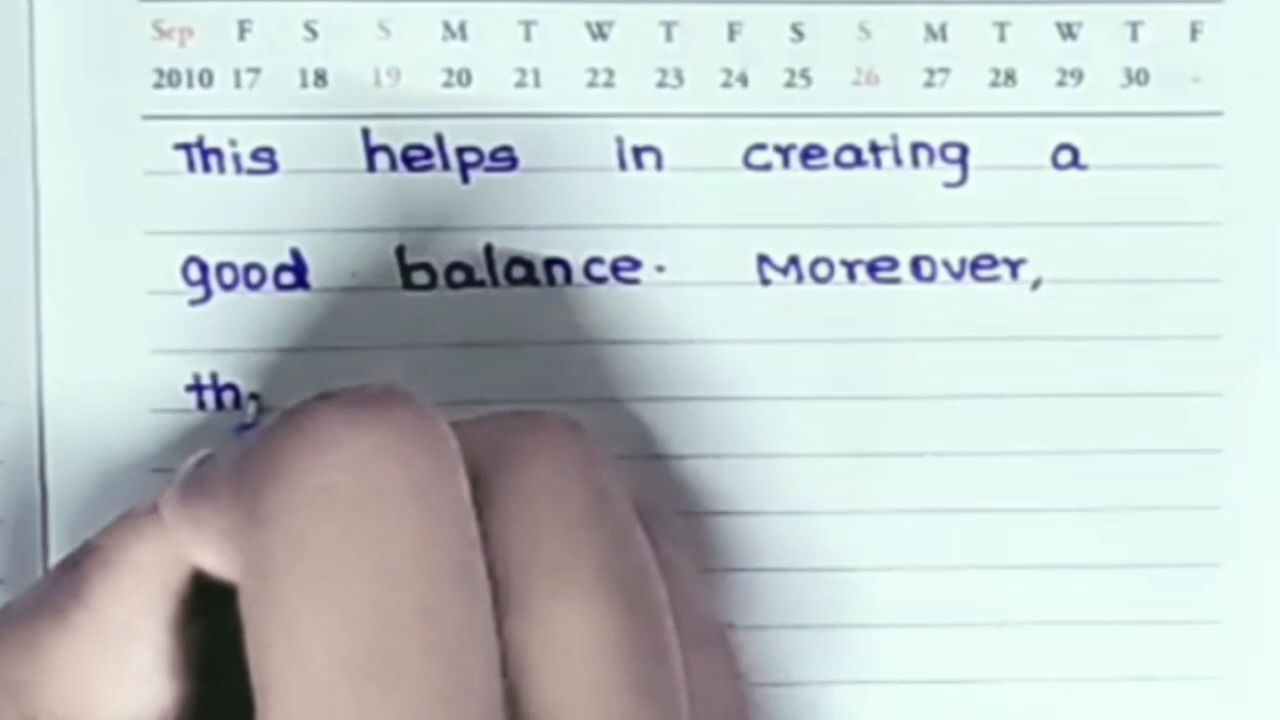 Sep F S S M T W T F S S M T W T F
2010 17 18 19 20 21 22 23 24 25 26 27 28 29 30 -
This helps in creating a
good balance. Moreover,
th